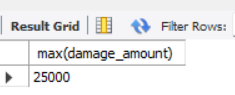 Result Grid Filter Rows:
max(damage_amount)
25000